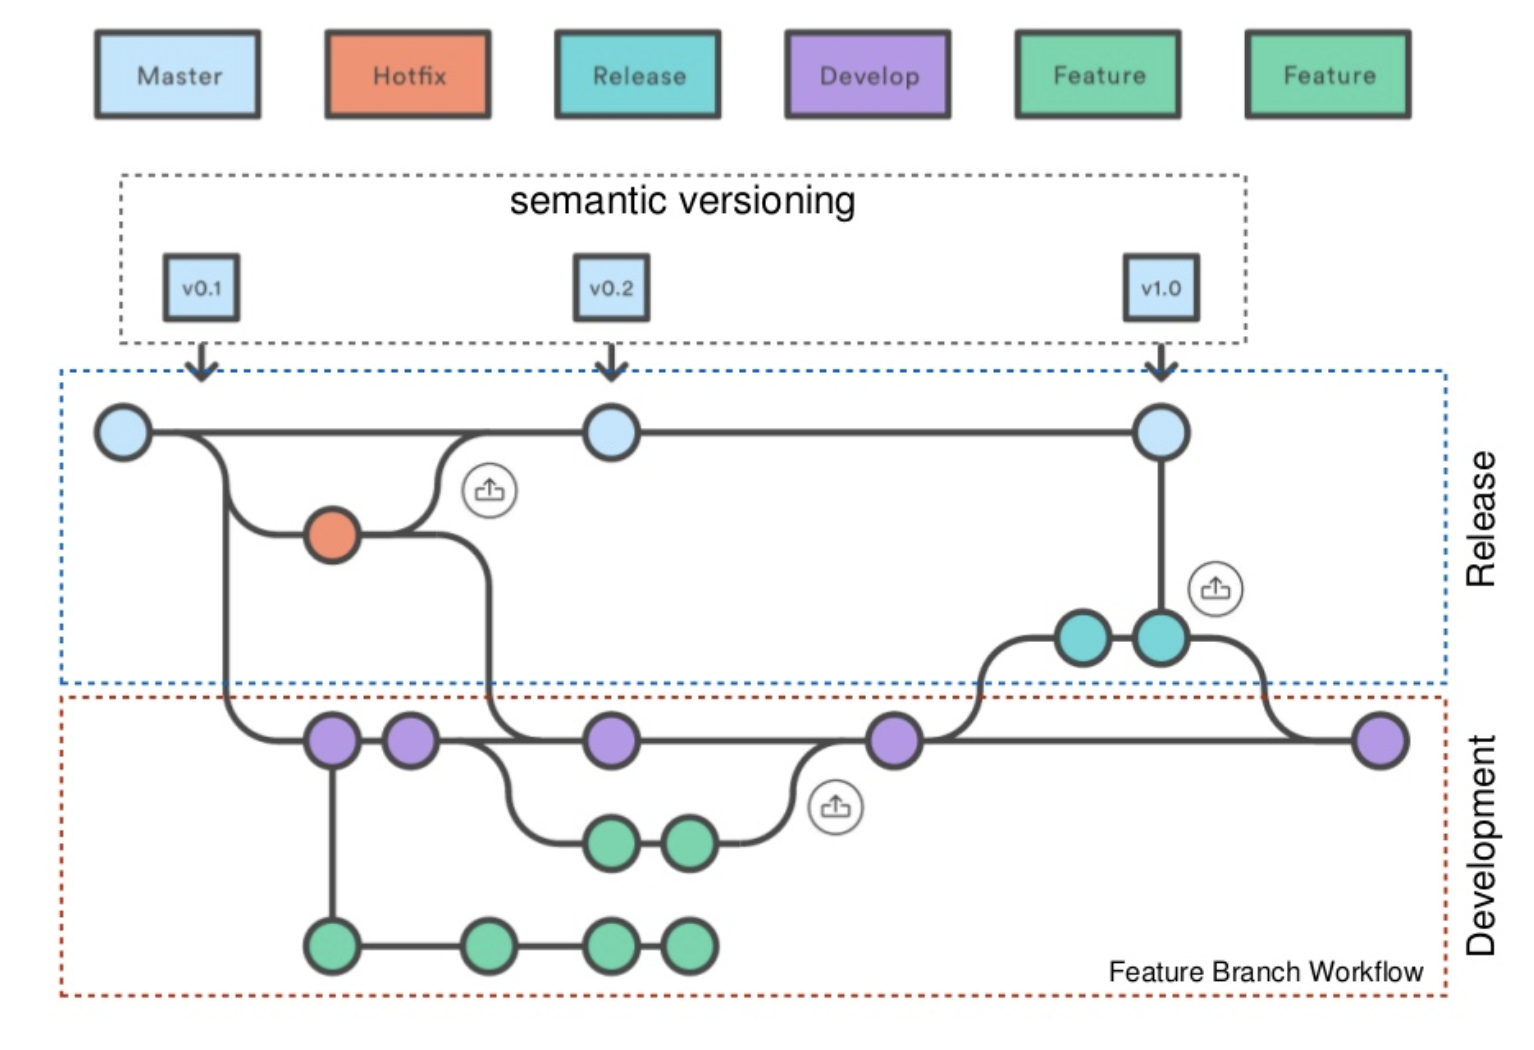 Master
Hotfix
Release
Develop
Feature
Feature
semantic versioning
v0.1
v0.2
v1.0
Release
Development
Feature Branch Workflow